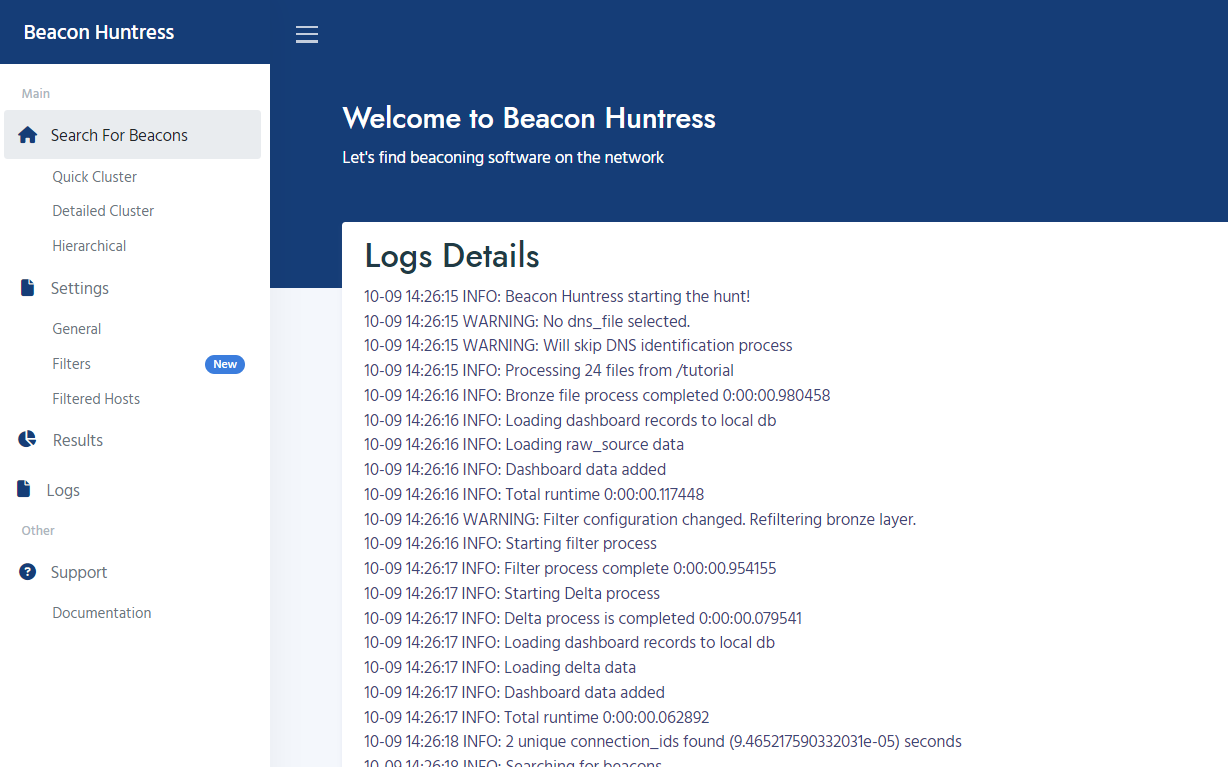 Beacon Huntress
Main
Search For Beacons
Quick Cluster
Detailed Cluster
Hierarchical
Settings
General
Filters New
Filtered Hosts
Results
Logs
Other
Support
Documentation
Welcome to Beacon Huntress
Let's find beaconing software on the network
Logs Details
10-09 14:26:15 INFO: Beacon Huntress starting the hunt!
10-09 14:26:15 WARNING: No dns_file selected.
10-09 14:26:15 WARNING: Will skip DNS identification process
10-09 14:26:15 INFO: Processing 24 files from /tutorial
10-09 14:26:16 INFO: Bronze file process completed 0:00:00.980458
10-09 14:26:16 INFO: Loading dashboard records to local db
10-09 14:26:16 INFO: Loading raw_source data
10-09 14:26:16 INFO: Dashboard data added
10-09 14:26:16 INFO: Total runtime 0:00:00.117448
10-09 14:26:16 WARNING: Filter configuration changed. Refiltering bronze layer.
10-09 14:26:16 INFO: Starting filter process
10-09 14:26:17 INFO: Filter process complete 0:00:00.954155
10-09 14:26:17 INFO: Starting Delta process
10-09 14:26:17 INFO: Delta process is completed 0:00:00.079541
10-09 14:26:17 INFO: Loading dashboard records to local db
10-09 14:26:17 INFO: Loading delta data
10-09 14:26:17 INFO: Dashboard data added
10-09 14:26:17 INFO: Total runtime 0:00:00.062892
10-09 14:26:18 INFO: 2 unique connection_ids found (9.465217590332031e-05) seconds
10-09 14:26:18 INFO: Searching for beacons